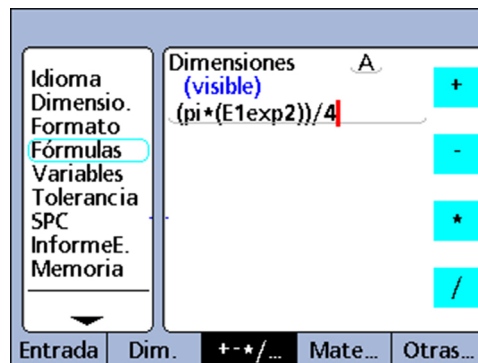 Idioma
Dimensio.
Formato
Fórmulas
Variables
Tolerancia
SPC
InformeE.
Memoria
Dimensiones A
(visible)
(pi*(E1exp2))/4
+
-
*
/
Entrada Dim. +-*/... Mate... Otras...